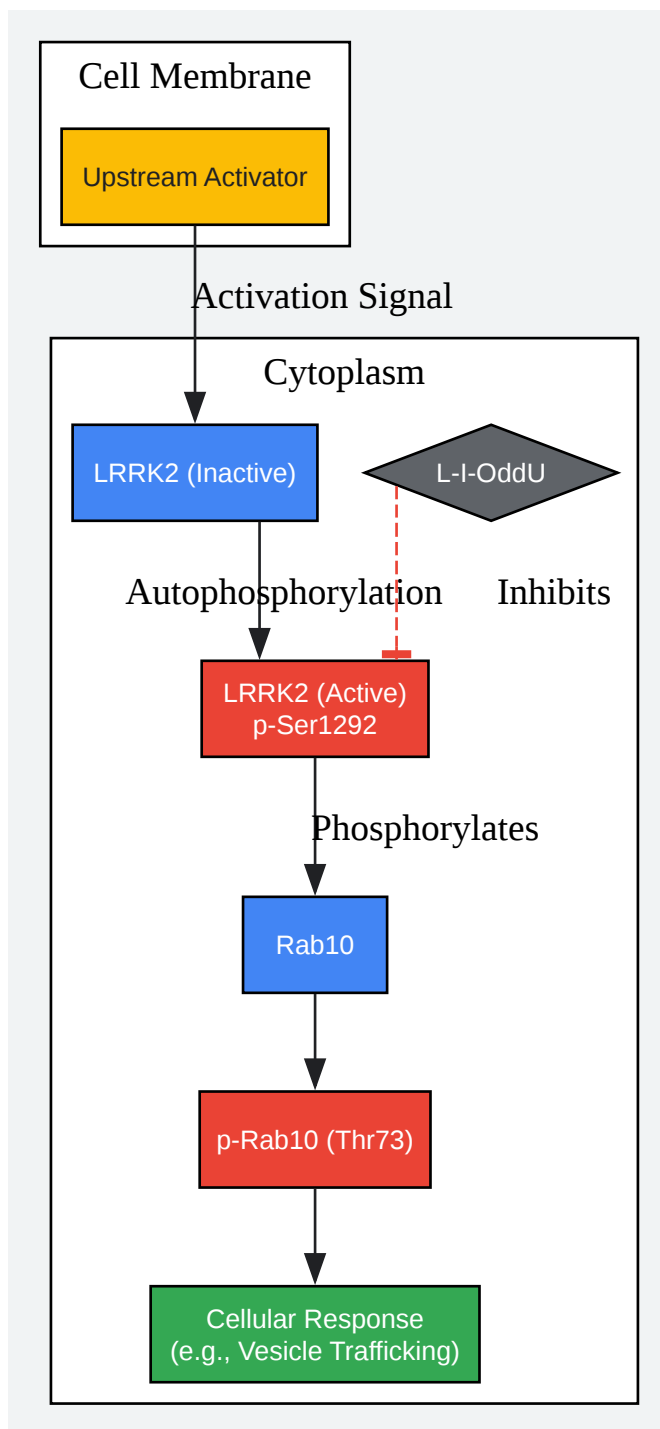 Cell Membrane
Upstream Activator
Activation Signal
Cytoplasm
LRRK2 (Inactive)
L-I-OddU
Autophosphorylation
Inhibits
LRRK2 (Active)
p-Ser1292
Phosphorylates
Rab10
p-Rab10 (Thr73)
Cellular Response
(e.g., Vesicle Trafficking)